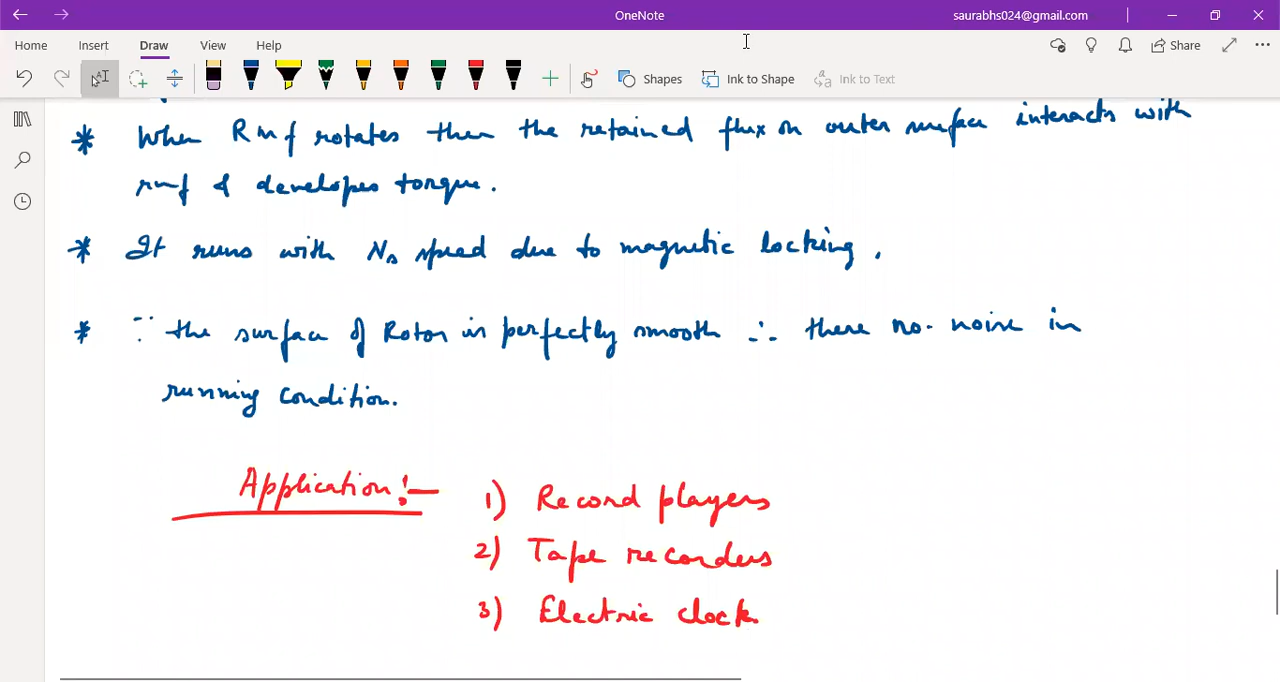 OneNote
saurabhs024@gmail.com
Home Insert Draw View Help
Share
Shapes Ink to Shape Ink to Text
* When Rmf rotates then the retained flux on outer surface interacts with
rmf & developes torque.
* It runs with Ns speed due to magnetic locking.
* ∵ the surface of Rotor is perfectly smooth ∴ there no. noise in
running condition.
Application:-
1) Record players
2) Tape recorders
3) Electric clock.